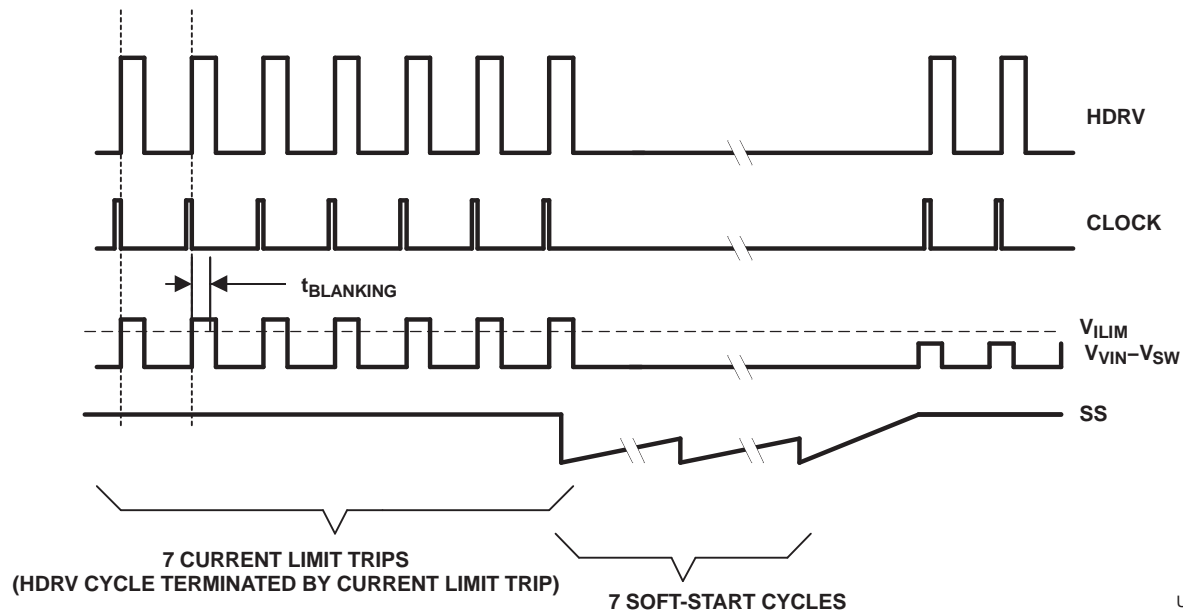 HDRV
CLOCK
tBLANKING
VILIM
VVIN–VSW
SS
7 CURRENT LIMIT TRIPS
(HDRV CYCLE TERMINATED BY CURRENT LIMIT TRIP)
7 SOFT-START CYCLES
U